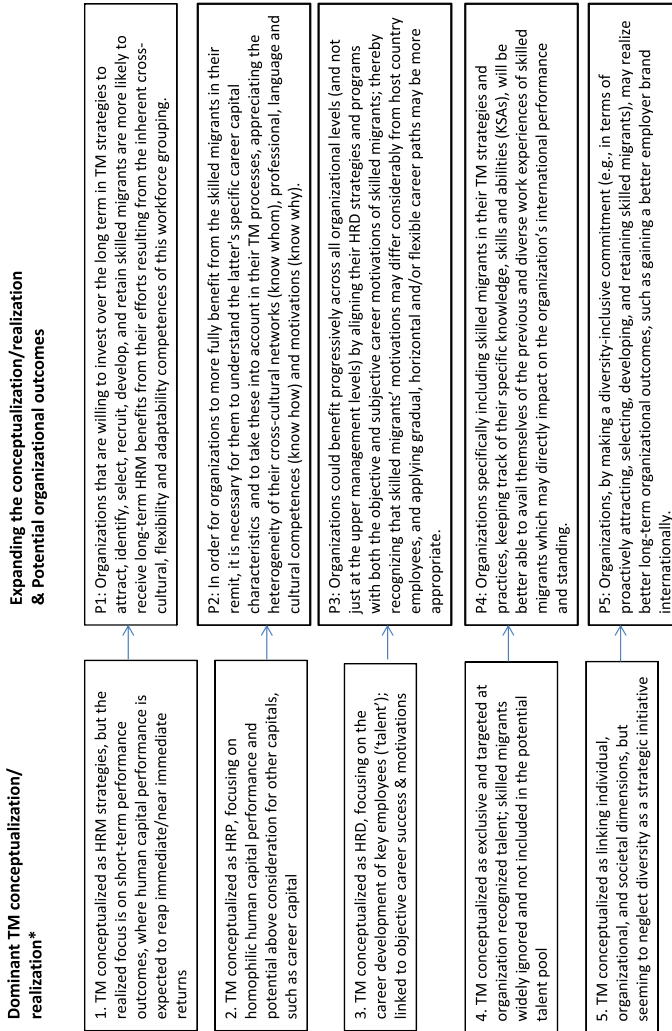 Dominant TM conceptualization/
realization*
Expanding the conceptualization/realization
& Potential organizational outcomes
1. TM conceptualized as HRM strategies, but the
realized focus is on short-term performance
outcomes, where human capital performance is
expected to reap immediate/near immediate
returns
P1: Organizations that are willing to invest over the long term in TM strategies to
attract, identify, select, recruit, develop, and retain skilled migrants are more likely to
receive long-term HRM benefits from their efforts resulting from the inherent cross-
cultural, flexibility and adaptability competences of this workforce grouping.
2. TM conceptualized as HRP, focusing on
homophilic human capital performance and
potential above consideration for other capitals,
such as career capital
P2: In order for organizations to more fully benefit from the skilled migrants in their
remit, it is necessary for them to understand the latter's specific career capital
characteristics and to take these into account in their TM processes, appreciating the
heterogeneity of their cross-cultural networks (know whom), professional, language and
cultural competences (know how) and motivations (know why).
3. TM conceptualized as HRD, focusing on the
career development of key employees ('talent');
linked to objective career success & motivations
P3: Organizations could benefit progressively across all organizational levels (and not
just at the upper management levels) by aligning their HRD strategies and programs
with both the objective and subjective career motivations of skilled migrants; thereby
recognizing that skilled migrants' motivations may differ considerably from host country
employees, and applying gradual, horizontal and/or flexible career paths may be more
appropriate.
4. TM conceptualized as exclusive and targeted at
organization recognized talent; skilled migrants
widely ignored and not included in the potential
talent pool
P4: Organizations specifically including skilled migrants in their TM strategies and
practices, keeping track of their specific knowledge, skills and abilities (KSAs), will be
better able to avail themselves of the previous and diverse work experiences of skilled
migrants which may directly impact on the organization's international performance
and standing.
5. TM conceptualized as linking individual,
organizational, and societal dimensions, but
seeming to neglect diversity as a strategic initiative
P5: Organizations, by making a diversity-inclusive commitment (e.g., in terms of
proactively attracting, selecting, developing, and retaining skilled migrants), may realize
better long-term organizational outcomes, such as gaining a better employer brand
internationally.